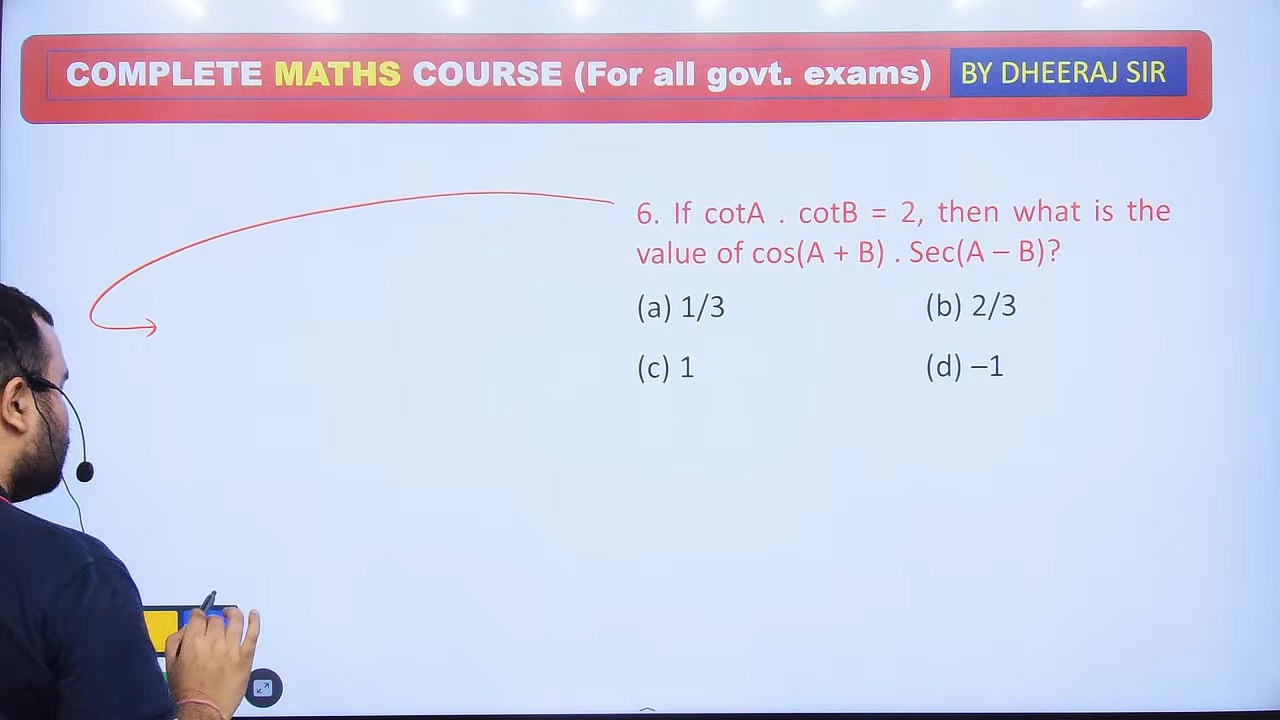 COMPLETE MATHS COURSE (For all govt. exams) BY DHEERAJ SIR
6. If cotA . cotB = 2, then what is the
value of cos(A + B) . Sec(A – B)?
(a) 1/3 (b) 2/3
(c) 1 (d) –1